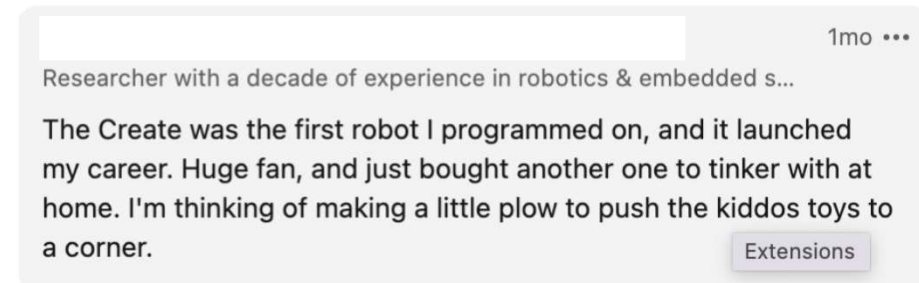 1mo •••
Researcher with a decade of experience in robotics & embedded s...
The Create was the first robot I programmed on, and it launched
my career. Huge fan, and just bought another one to tinker with at
home. I'm thinking of making a little plow to push the kiddos toys to
a corner.
Extensions